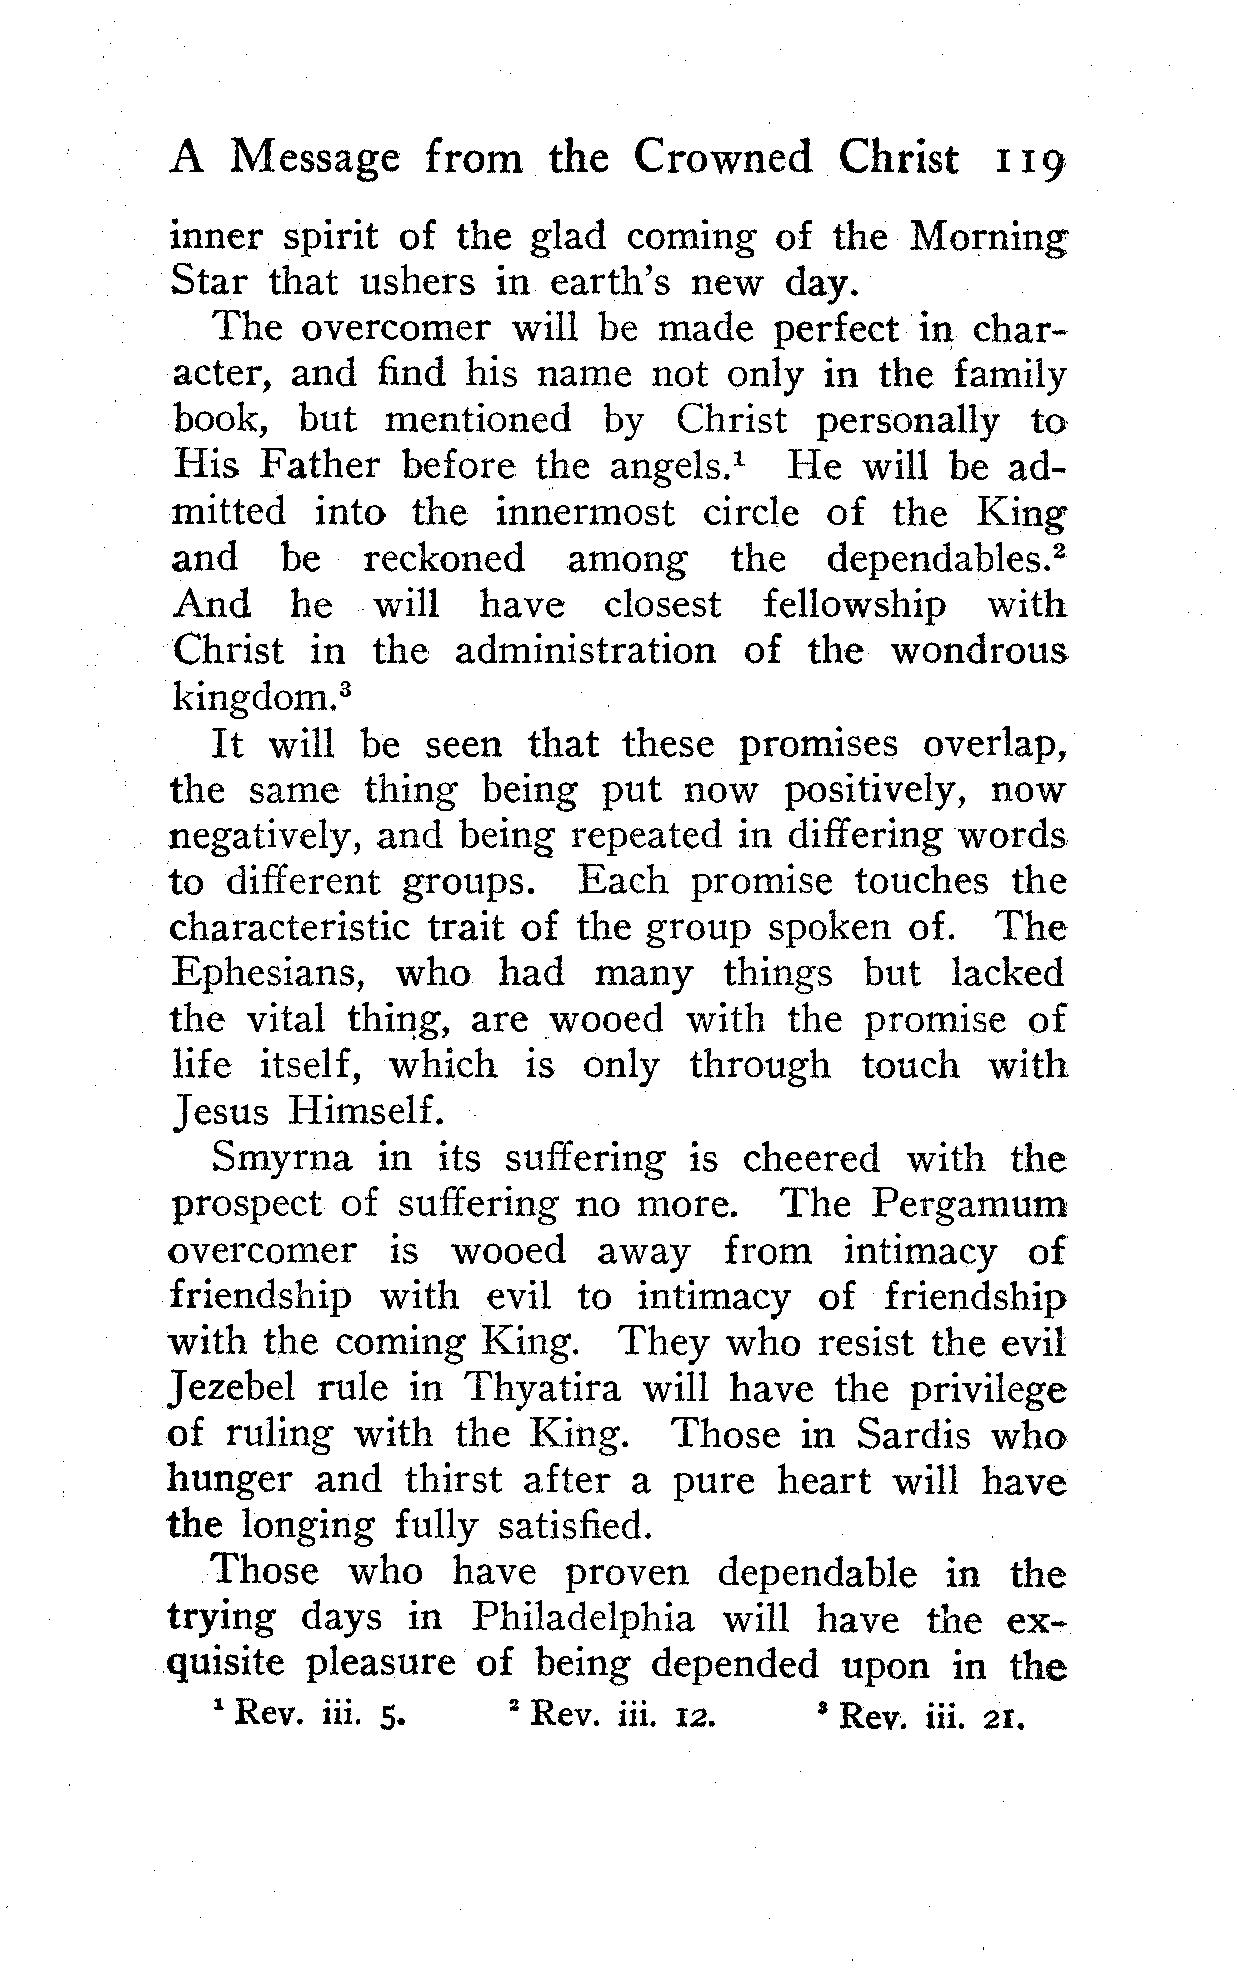 A Message from the Crowned Christ 119
inner spirit of the glad coming of the Morning
Star that ushers in earth's new day.
The overcomer will be made perfect in char-
acter, and find his name not only in the family
book, but mentioned by Christ personally to
His Father before the angels.¹ He will be ad-
mitted into the innermost circle of the King
and be reckoned among the dependables.²
And he will have closest fellowship with
Christ in the administration of the wondrous
kingdom.³
It will be seen that these promises overlap,
the same thing being put now positively, now
negatively, and being repeated in differing words
to different groups. Each promise touches the
characteristic trait of the group spoken of. The
Ephesians, who had many things but lacked
the vital thing, are wooed with the promise of
life itself, which is only through touch with
Jesus Himself.
Smyrna in its suffering is cheered with the
prospect of suffering no more. The Pergamum
overcomer is wooed away from intimacy of
friendship with evil to intimacy of friendship
with the coming King. They who resist the evil
Jezebel rule in Thyatira will have the privilege
of ruling with the King. Those in Sardis who
hunger and thirst after a pure heart will have
the longing fully satisfied.
Those who have proven dependable in the
trying days in Philadelphia will have the ex-
quisite pleasure of being depended upon in the
¹ Rev. iii. 5. ² Rev. iii. 12. ³ Rev. iii. 21.